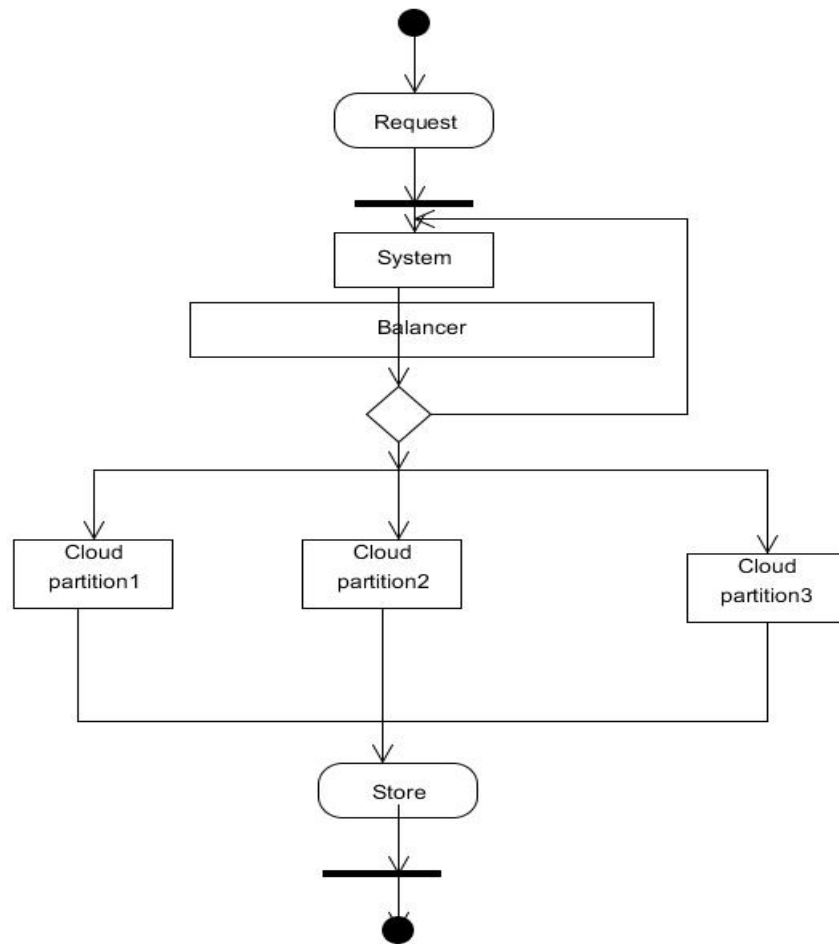 Request
System
Balancer
Cloud
partition1
Cloud
partition2
Cloud
partition3
Store